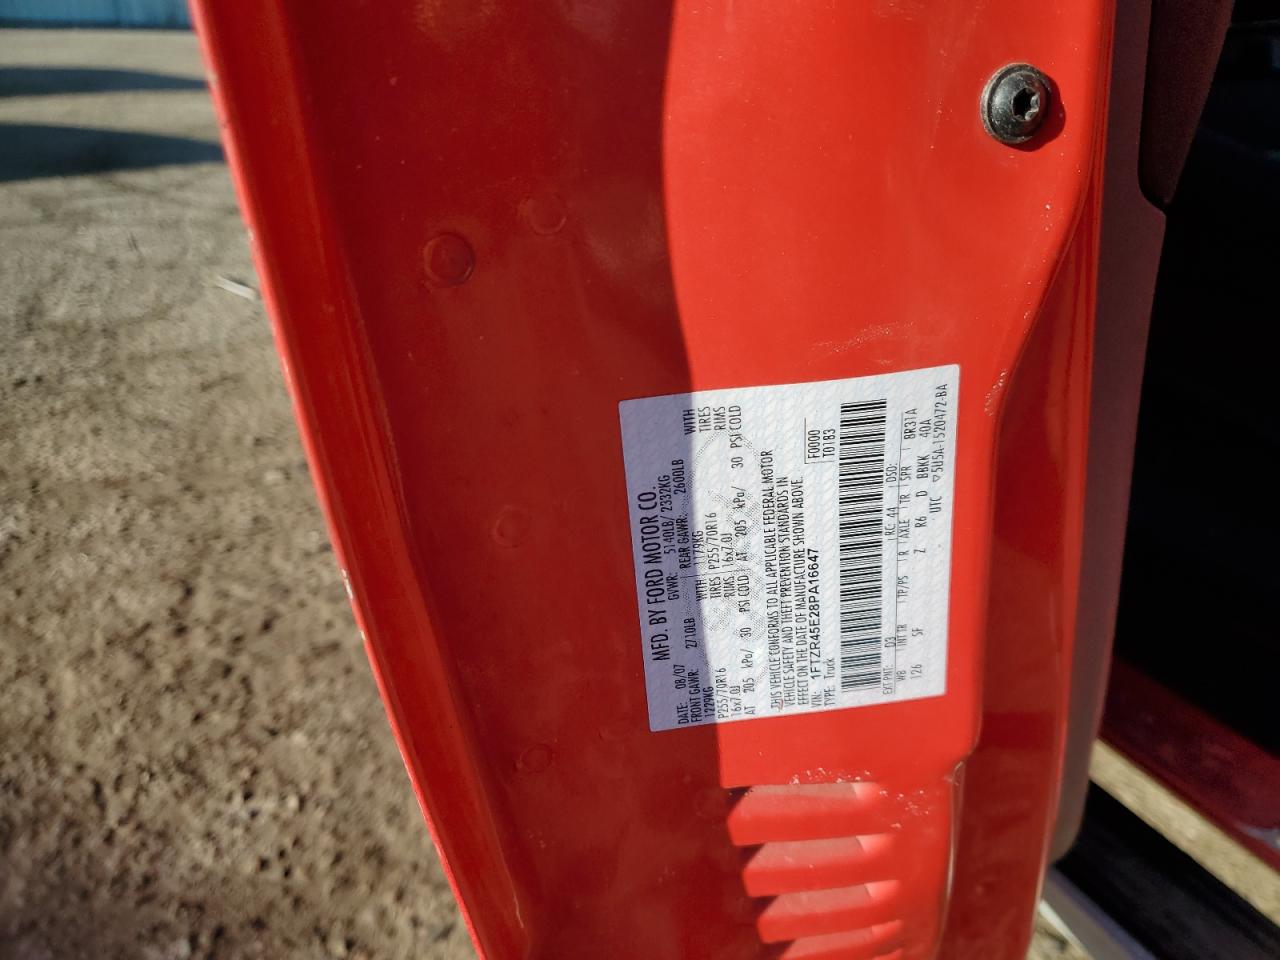 MFD. BY FORD MOTOR CO.
DATE: 08/07 GVWR: 5140LB/ 2332KG
FRONT GAWR: 2710LB REAR GAWR: 2600LB WITH
1229KG WITH 1179KG TIRES
P255/70R16 TIRES P255/70R16 RIMS
16x7.0J RIMS 16x7.0J
AT 205 kPa/ 30 PSI COLD AT 205 kPa/ 30 PSI COLD
THIS VEHICLE CONFORMS TO ALL APPLICABLE FEDERAL MOTOR
VEHICLE SAFETY AND THEFT PREVENTION STANDARDS IN
EFFECT ON THE DATE OF MANUFACTURE SHOWN ABOVE.
VIN: 1FTZR45E28PA16647 F0000
TYPE: Truck T01B3
EXT PNT: D3 RC: 44 DSO:
WB INT TR TP/PS R AXLE TR SPR BR31A
126 SF Z R6 D BBKK 40A
UTC ▽5U5A-1520472-BA